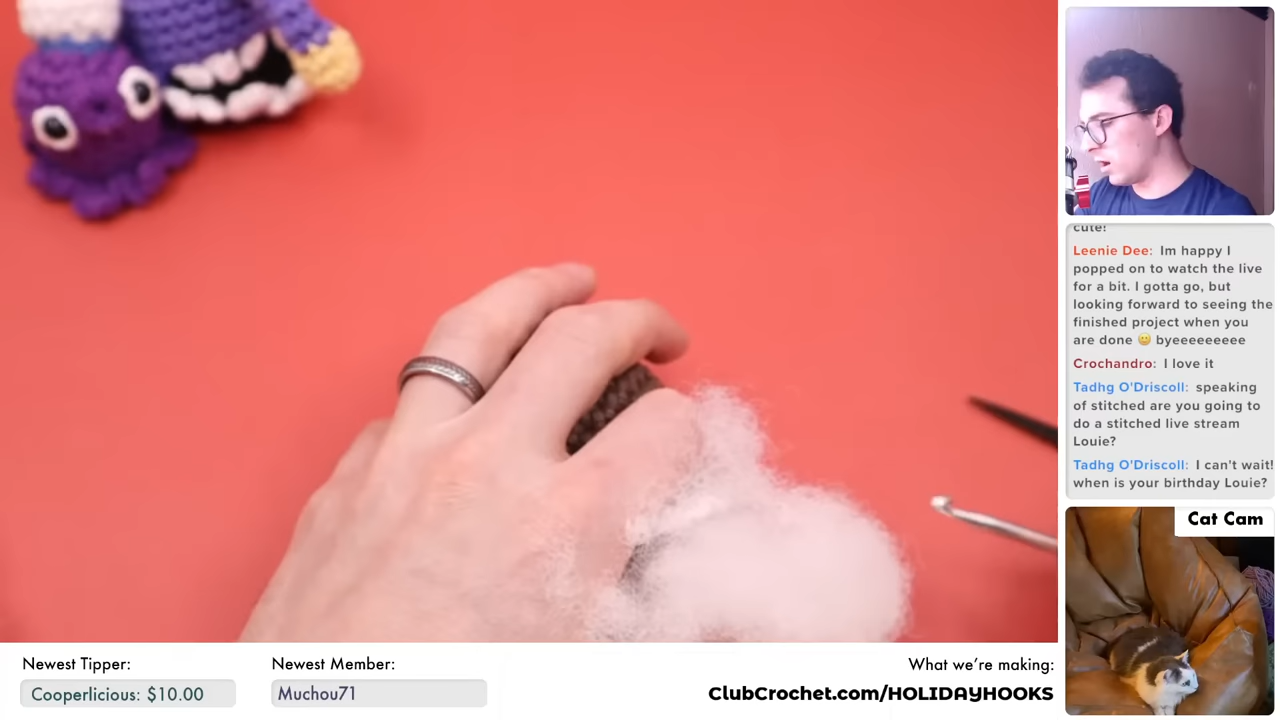 cute!
Leenie Dee: Im happy I
popped on to watch the live
for a bit. I gotta go, but
looking forward to seeing the
finished project when you
are done 🙂 byeeeeeeee
Crochandro: I love it
Tadhg O'Driscoll: speaking
of stitched are you going to
do a stitched live stream
Louie?
Tadhg O'Driscoll: I can't wait!
when is your birthday Louie?
Cat Cam
Newest Tipper:
Cooperlicious: $10.00
Newest Member:
Muchou71
What we're making:
ClubCrochet.com/HOLIDAYHOOKS